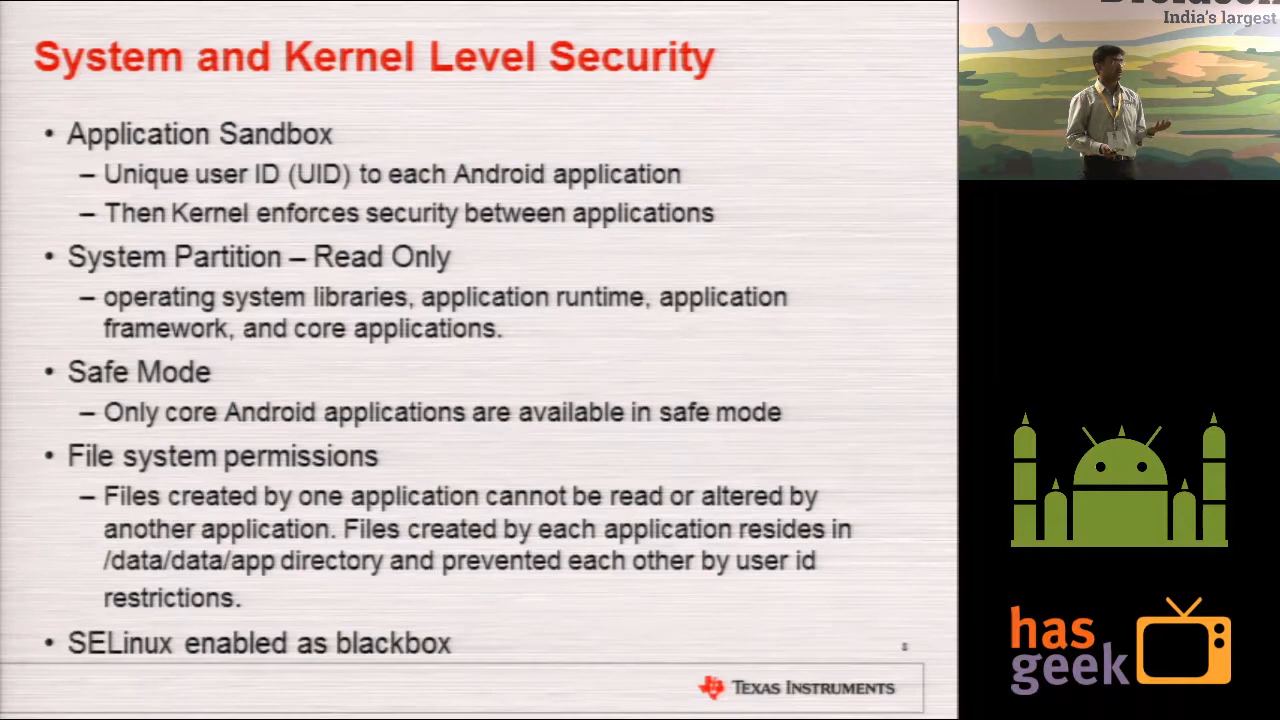 System and Kernel Level Security
• Application Sandbox
– Unique user ID (UID) to each Android application
– Then Kernel enforces security between applications
• System Partition – Read Only
– operating system libraries, application runtime, application
framework, and core applications.
• Safe Mode
– Only core Android applications are available in safe mode
• File system permissions
– Files created by one application cannot be read or altered by
another application. Files created by each application resides in
/data/data/app directory and prevented each other by user id
restrictions.
• SELinux enabled as blackbox
TEXAS INSTRUMENTS
India's largest
has
geek